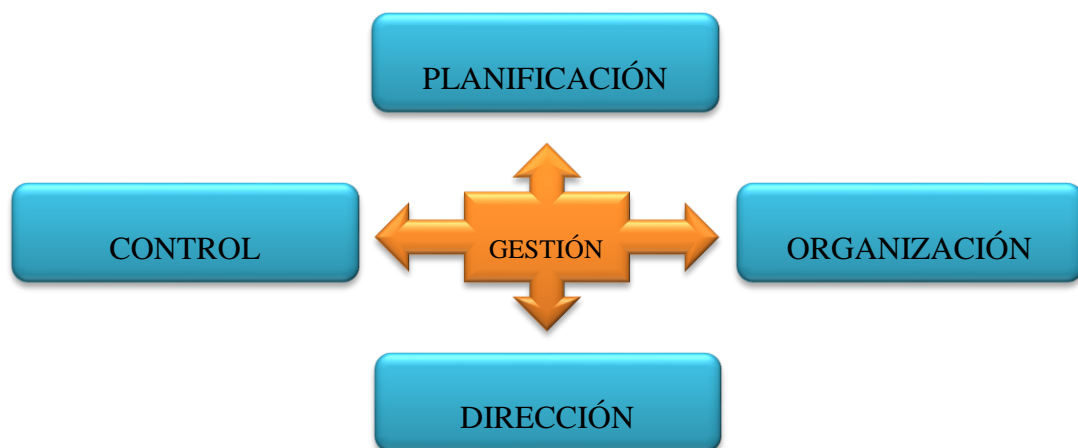 PLANIFICACIÓN
CONTROL
GESTIÓN
ORGANIZACIÓN
DIRECCIÓN